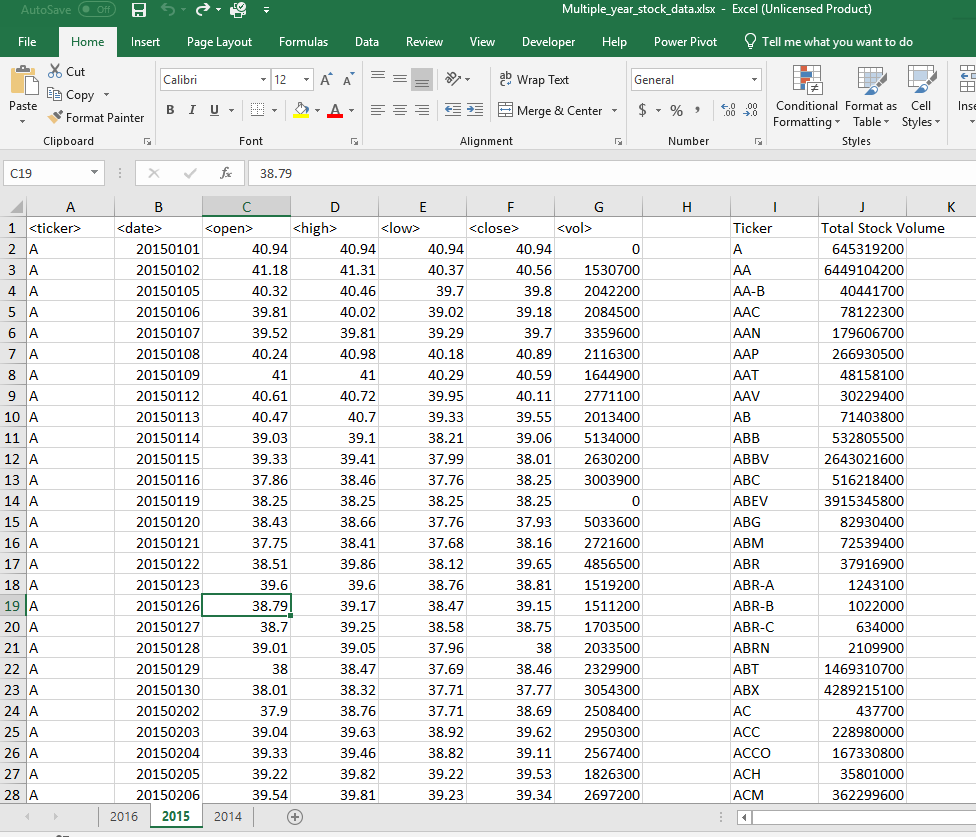 AutoSave Off Multiple_year_stock_data.xlsx - Excel (Unlicensed Product)
File Home Insert Page Layout Formulas Data Review View Developer Help Power Pivot Tell me what you want to do
Paste Cut Copy Format Painter
Calibri 12 A A
B I U A
ab Wrap Text
Merge & Center
General
$ % , .00 .00
Conditional Formatting Format as Table Cell Styles
Clipboard Font Alignment Number Styles
C19 fx 38.79
A B C D E F G H I J K
1 <ticker> <date> <open> <high> <low> <close> <vol> Ticker Total Stock Volume
2 A 20150101 40.94 40.94 40.94 40.94 0 A 645319200
3 A 20150102 41.18 41.31 40.37 40.56 1530700 AA 6449104200
4 A 20150105 40.32 40.46 39.7 39.8 2042200 AA-B 40441700
5 A 20150106 39.81 40.02 39.02 39.18 2084500 AAC 78122300
6 A 20150107 39.52 39.81 39.29 39.7 3359600 AAN 179606700
7 A 20150108 40.24 40.98 40.18 40.89 2116300 AAP 266930500
8 A 20150109 41 41 40.29 40.59 1644900 AAT 48158100
9 A 20150112 40.61 40.72 39.95 40.11 2771100 AAV 30229400
10 A 20150113 40.47 40.7 39.33 39.55 2013400 AB 71403800
11 A 20150114 39.03 39.1 38.21 39.06 5134000 ABB 532805500
12 A 20150115 39.33 39.41 37.99 38.01 2630200 ABBV 2643021600
13 A 20150116 37.86 38.46 37.76 38.25 3003900 ABC 516218400
14 A 20150119 38.25 38.25 38.25 38.25 0 ABEV 3915345800
15 A 20150120 38.43 38.66 37.76 37.93 5033600 ABG 82930400
16 A 20150121 37.75 38.41 37.68 38.16 2721600 ABM 72539400
17 A 20150122 38.51 39.86 38.12 39.65 4856500 ABR 37916900
18 A 20150123 39.6 39.6 38.76 38.81 1519200 ABR-A 1243100
19 A 20150126 38.79 39.17 38.47 39.15 1511200 ABR-B 1022000
20 A 20150127 38.7 39.25 38.58 38.75 1703500 ABR-C 634000
21 A 20150128 39.01 39.05 37.96 38 2033500 ABRN 2109900
22 A 20150129 38 38.47 37.69 38.46 2329900 ABT 1469310700
23 A 20150130 38.01 38.32 37.71 37.77 3054300 ABX 4289215100
24 A 20150202 37.9 38.76 37.71 38.69 2508400 AC 437700
25 A 20150203 39.04 39.63 38.92 39.62 2950300 ACC 228980000
26 A 20150204 39.33 39.46 38.82 39.11 2567400 ACCO 167330800
27 A 20150205 39.22 39.82 39.22 39.53 1826300 ACH 35801000
28 A 20150206 39.54 39.81 39.23 39.34 2697200 ACM 362299600
2016 2015 2014